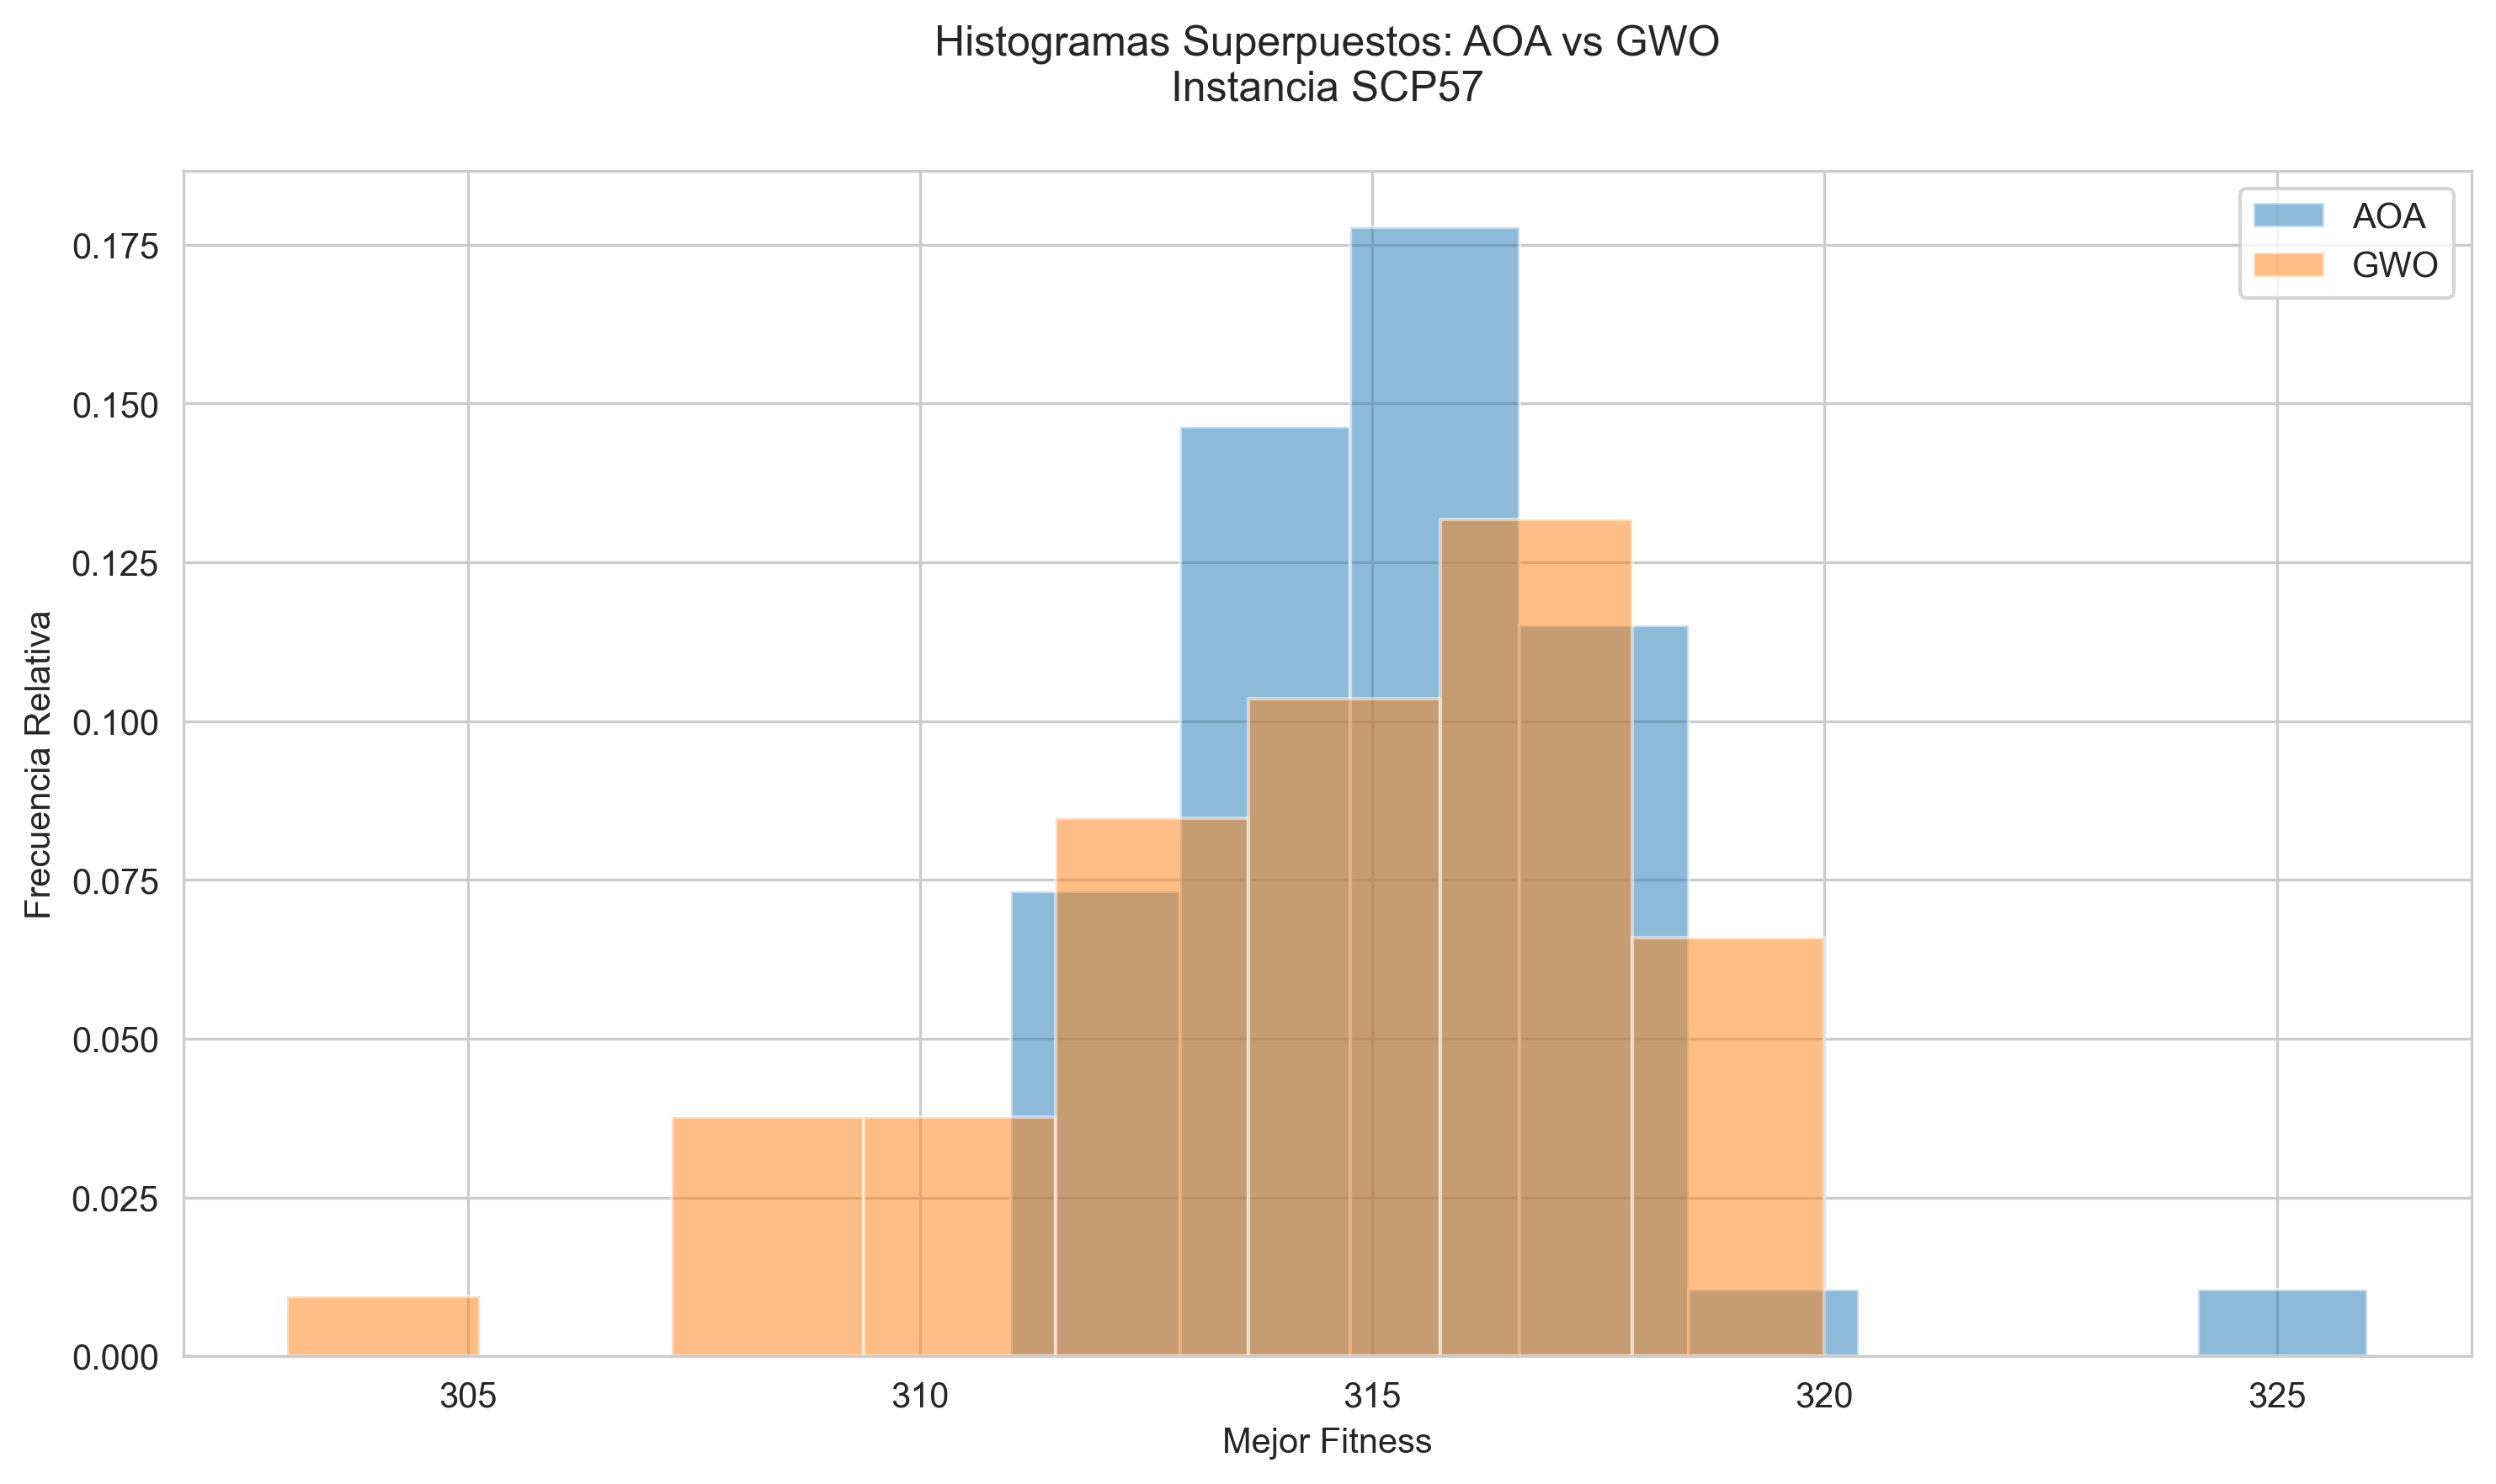 Histogramas Superpuestos: AOA vs GWO
Instancia SCP57
AOA
GWO
Frecuencia Relativa
0.175
0.150
0.125
0.100
0.075
0.050
0.025
0.000
305 310 315 320 325
Mejor Fitness